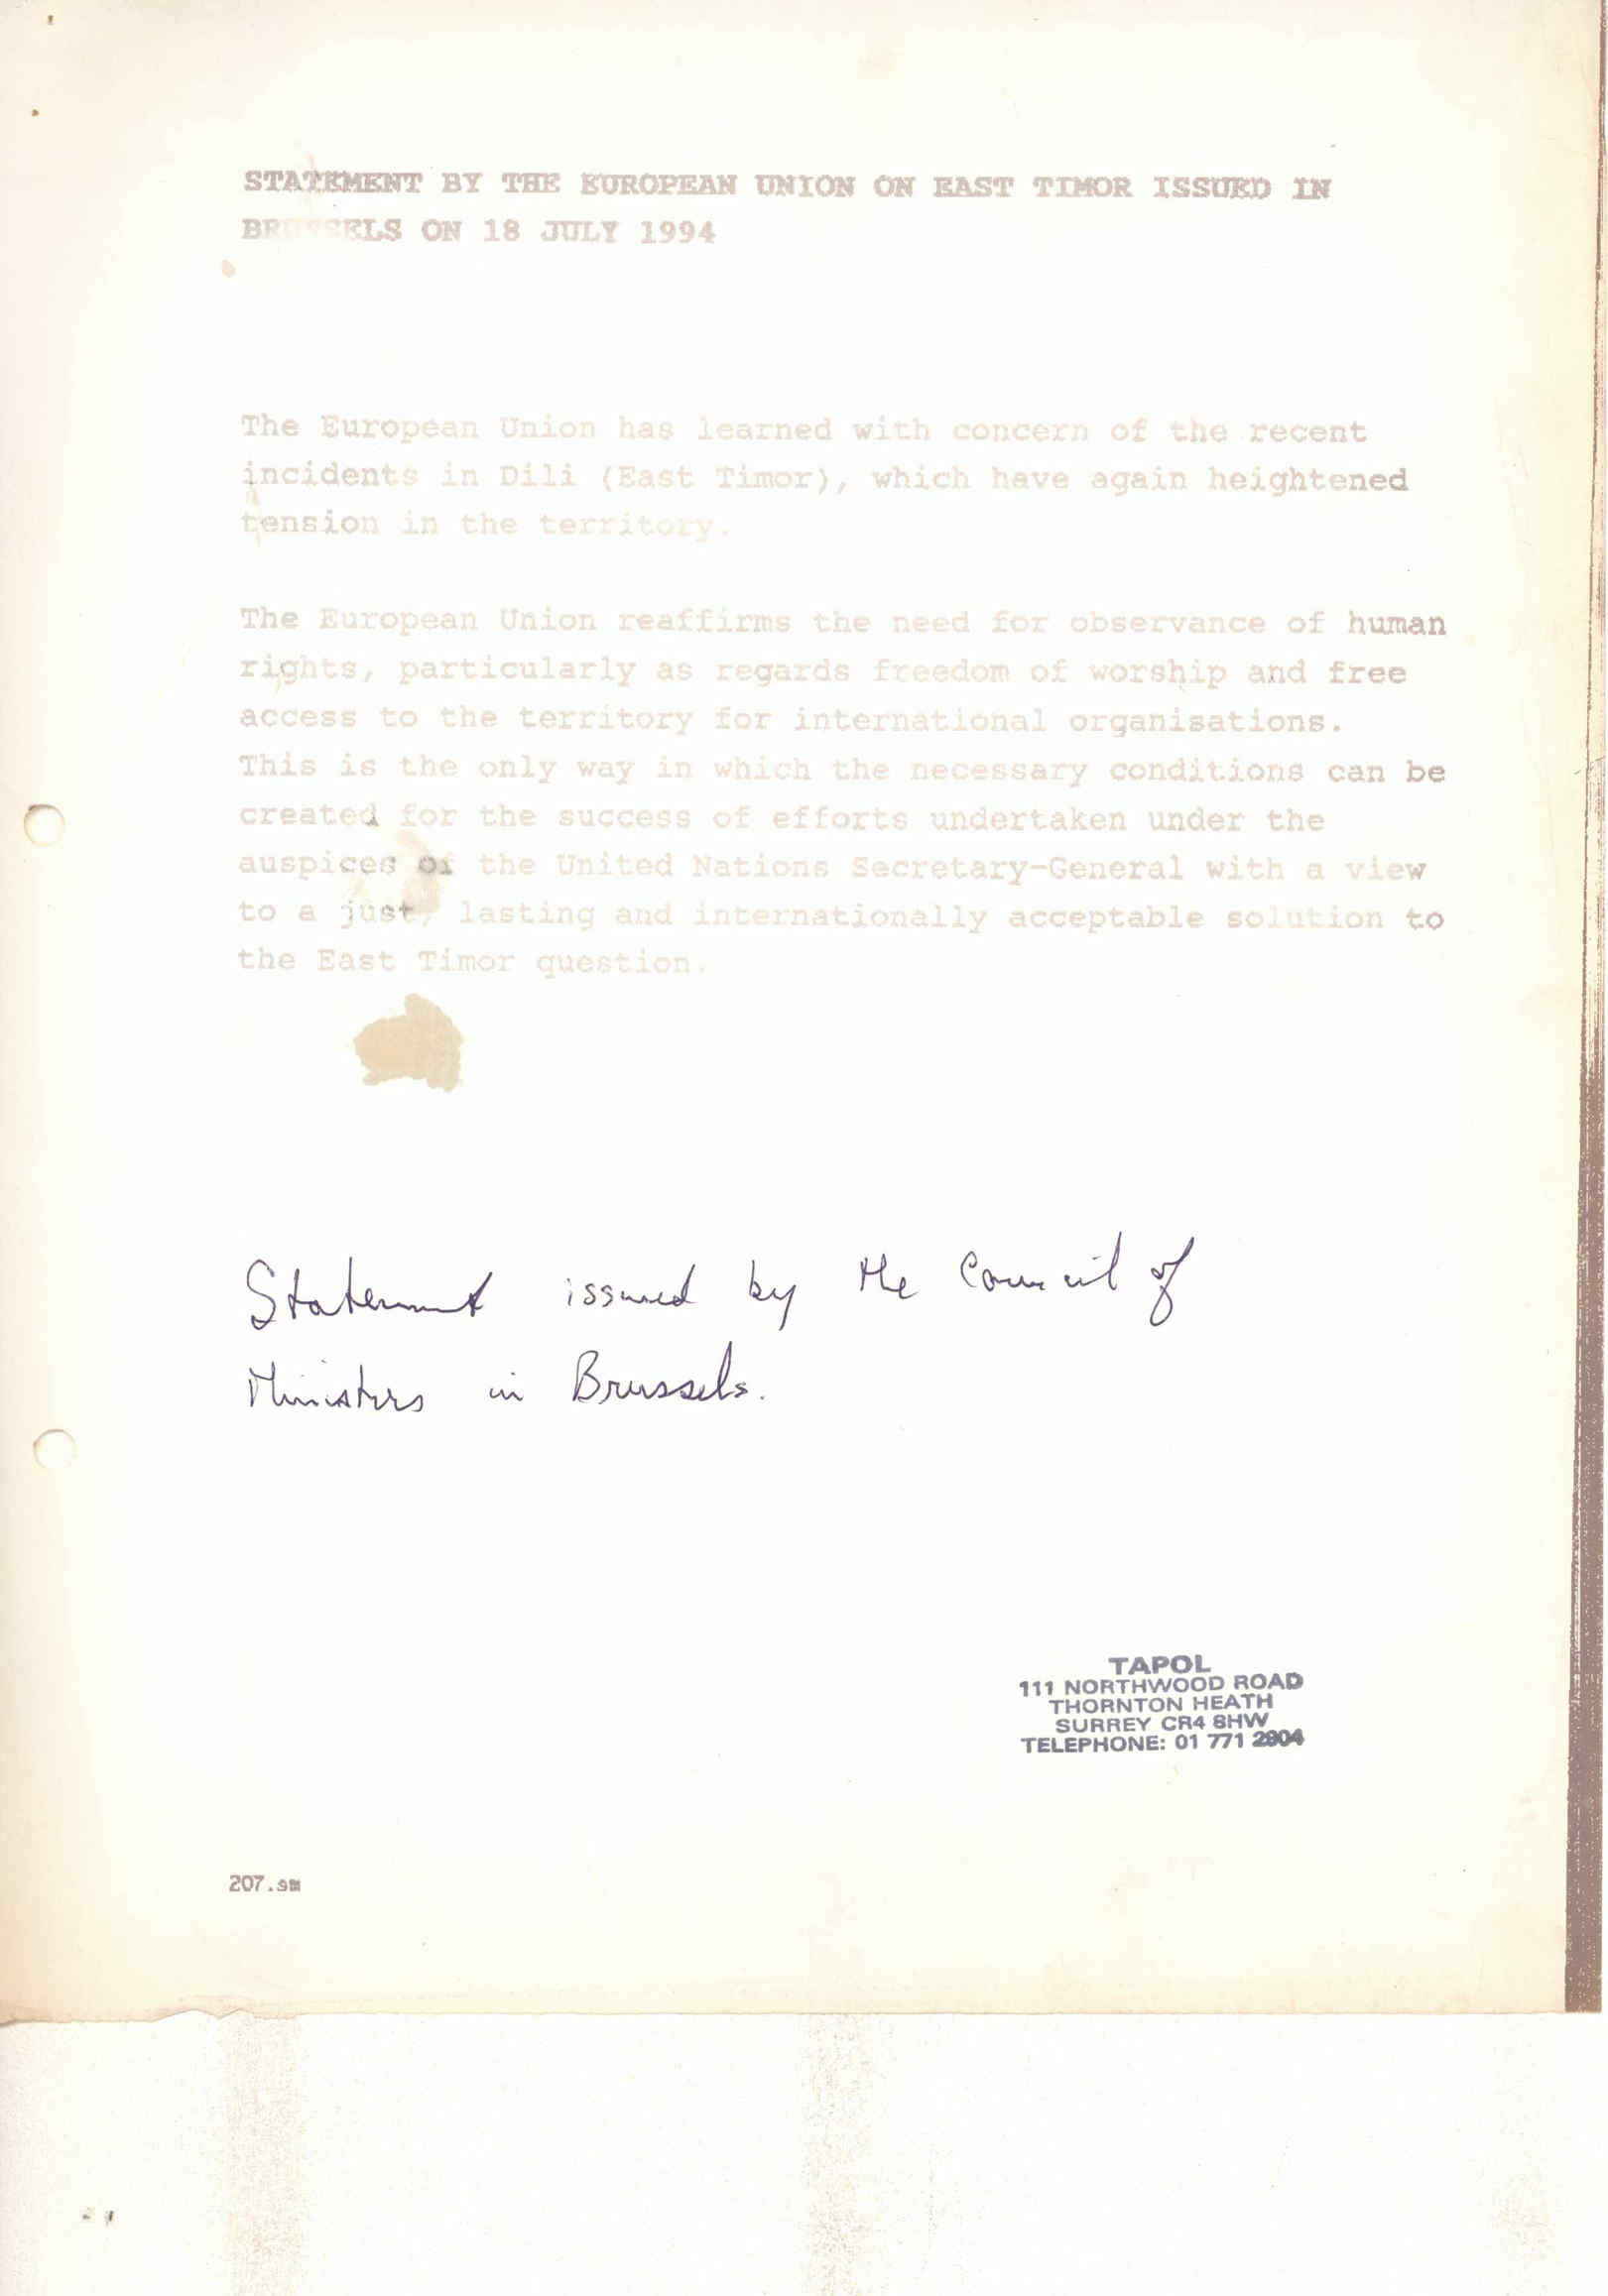 STATEMENT BY THE EUROPEAN UNION ON EAST TIMOR ISSUED IN
BRUSSELS ON 18 JULY 1994
The European Union has learned with concern of the recent
incidents in Dili (East Timor), which have again heightened
tension in the territory.
The European Union reaffirms the need for observance of human
rights, particularly as regards freedom of worship and free
access to the territory for international organisations.
This is the only way in which the necessary conditions can be
created for the success of efforts undertaken under the
auspices of the United Nations Secretary-General with a view
to a just, lasting and internationally acceptable solution to
the East Timor question.
Statement issued by the Council of
Ministers in Brussels.
TAPOL
111 NORTHWOOD ROAD
THORNTON HEATH
SURREY CR4 8HW
TELEPHONE: 01 771 2904
207.sm